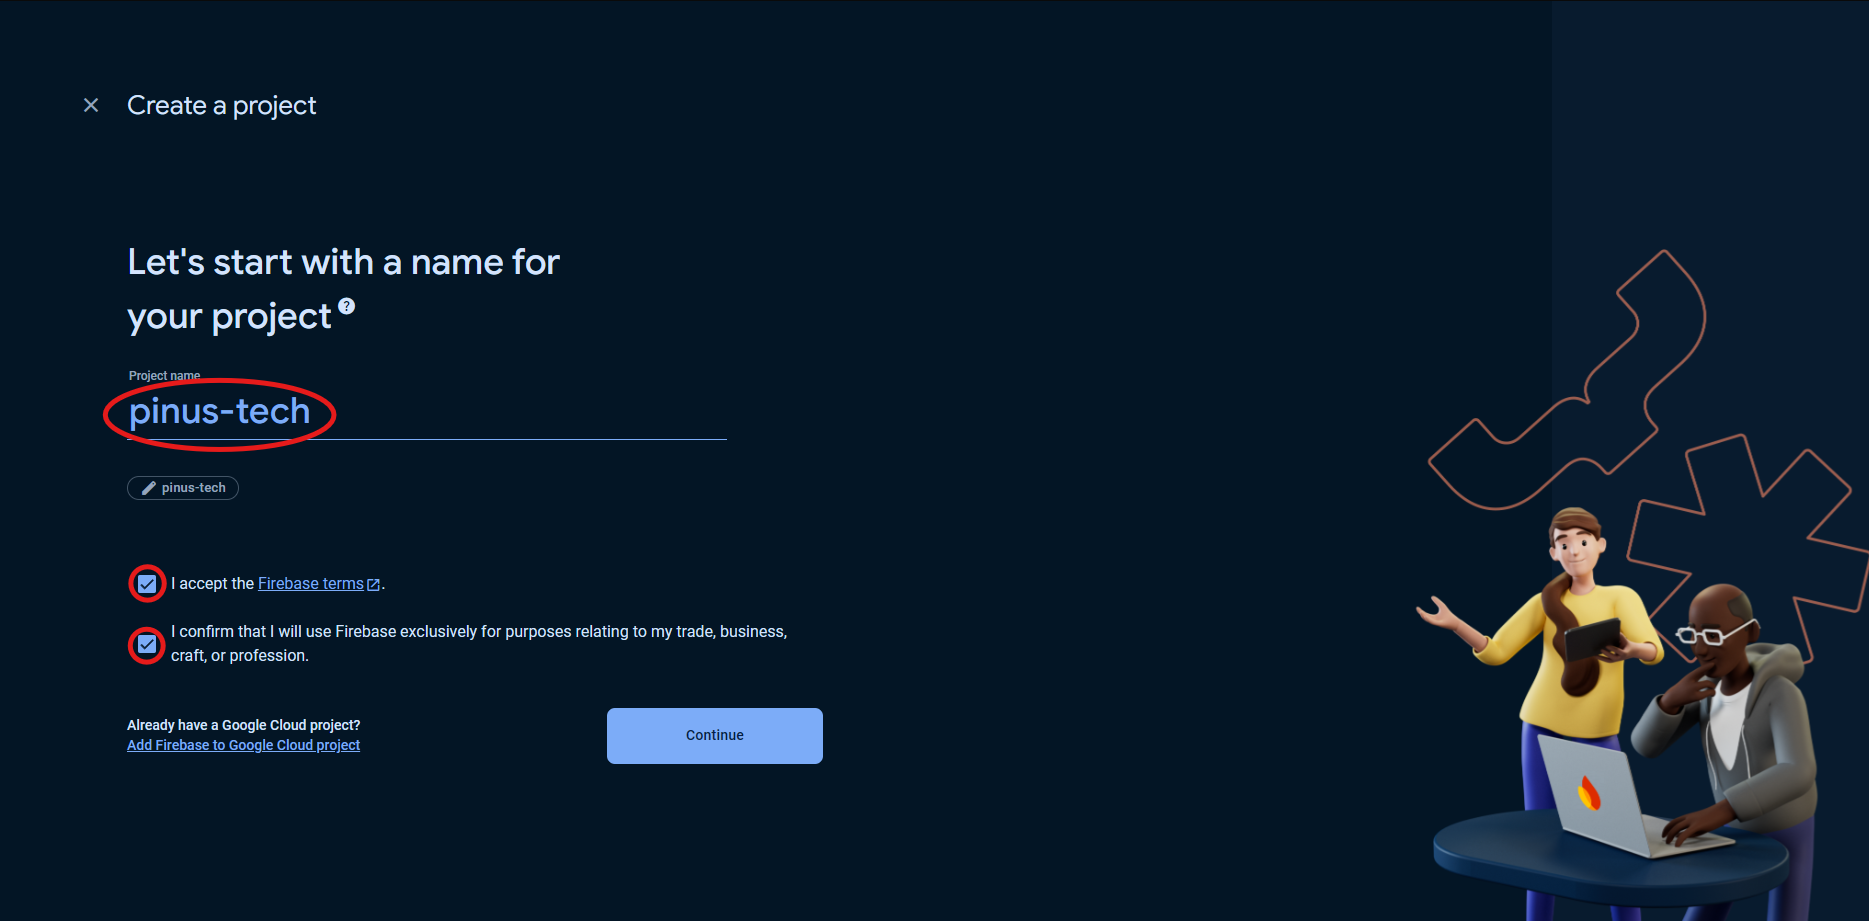 Create a project
Let's start with a name for
your project ?
Project name
pinus-tech
pinus-tech
I accept the Firebase terms.
I confirm that I will use Firebase exclusively for purposes relating to my trade, business,
craft, or profession.
Already have a Google Cloud project?
Add Firebase to Google Cloud project
Continue